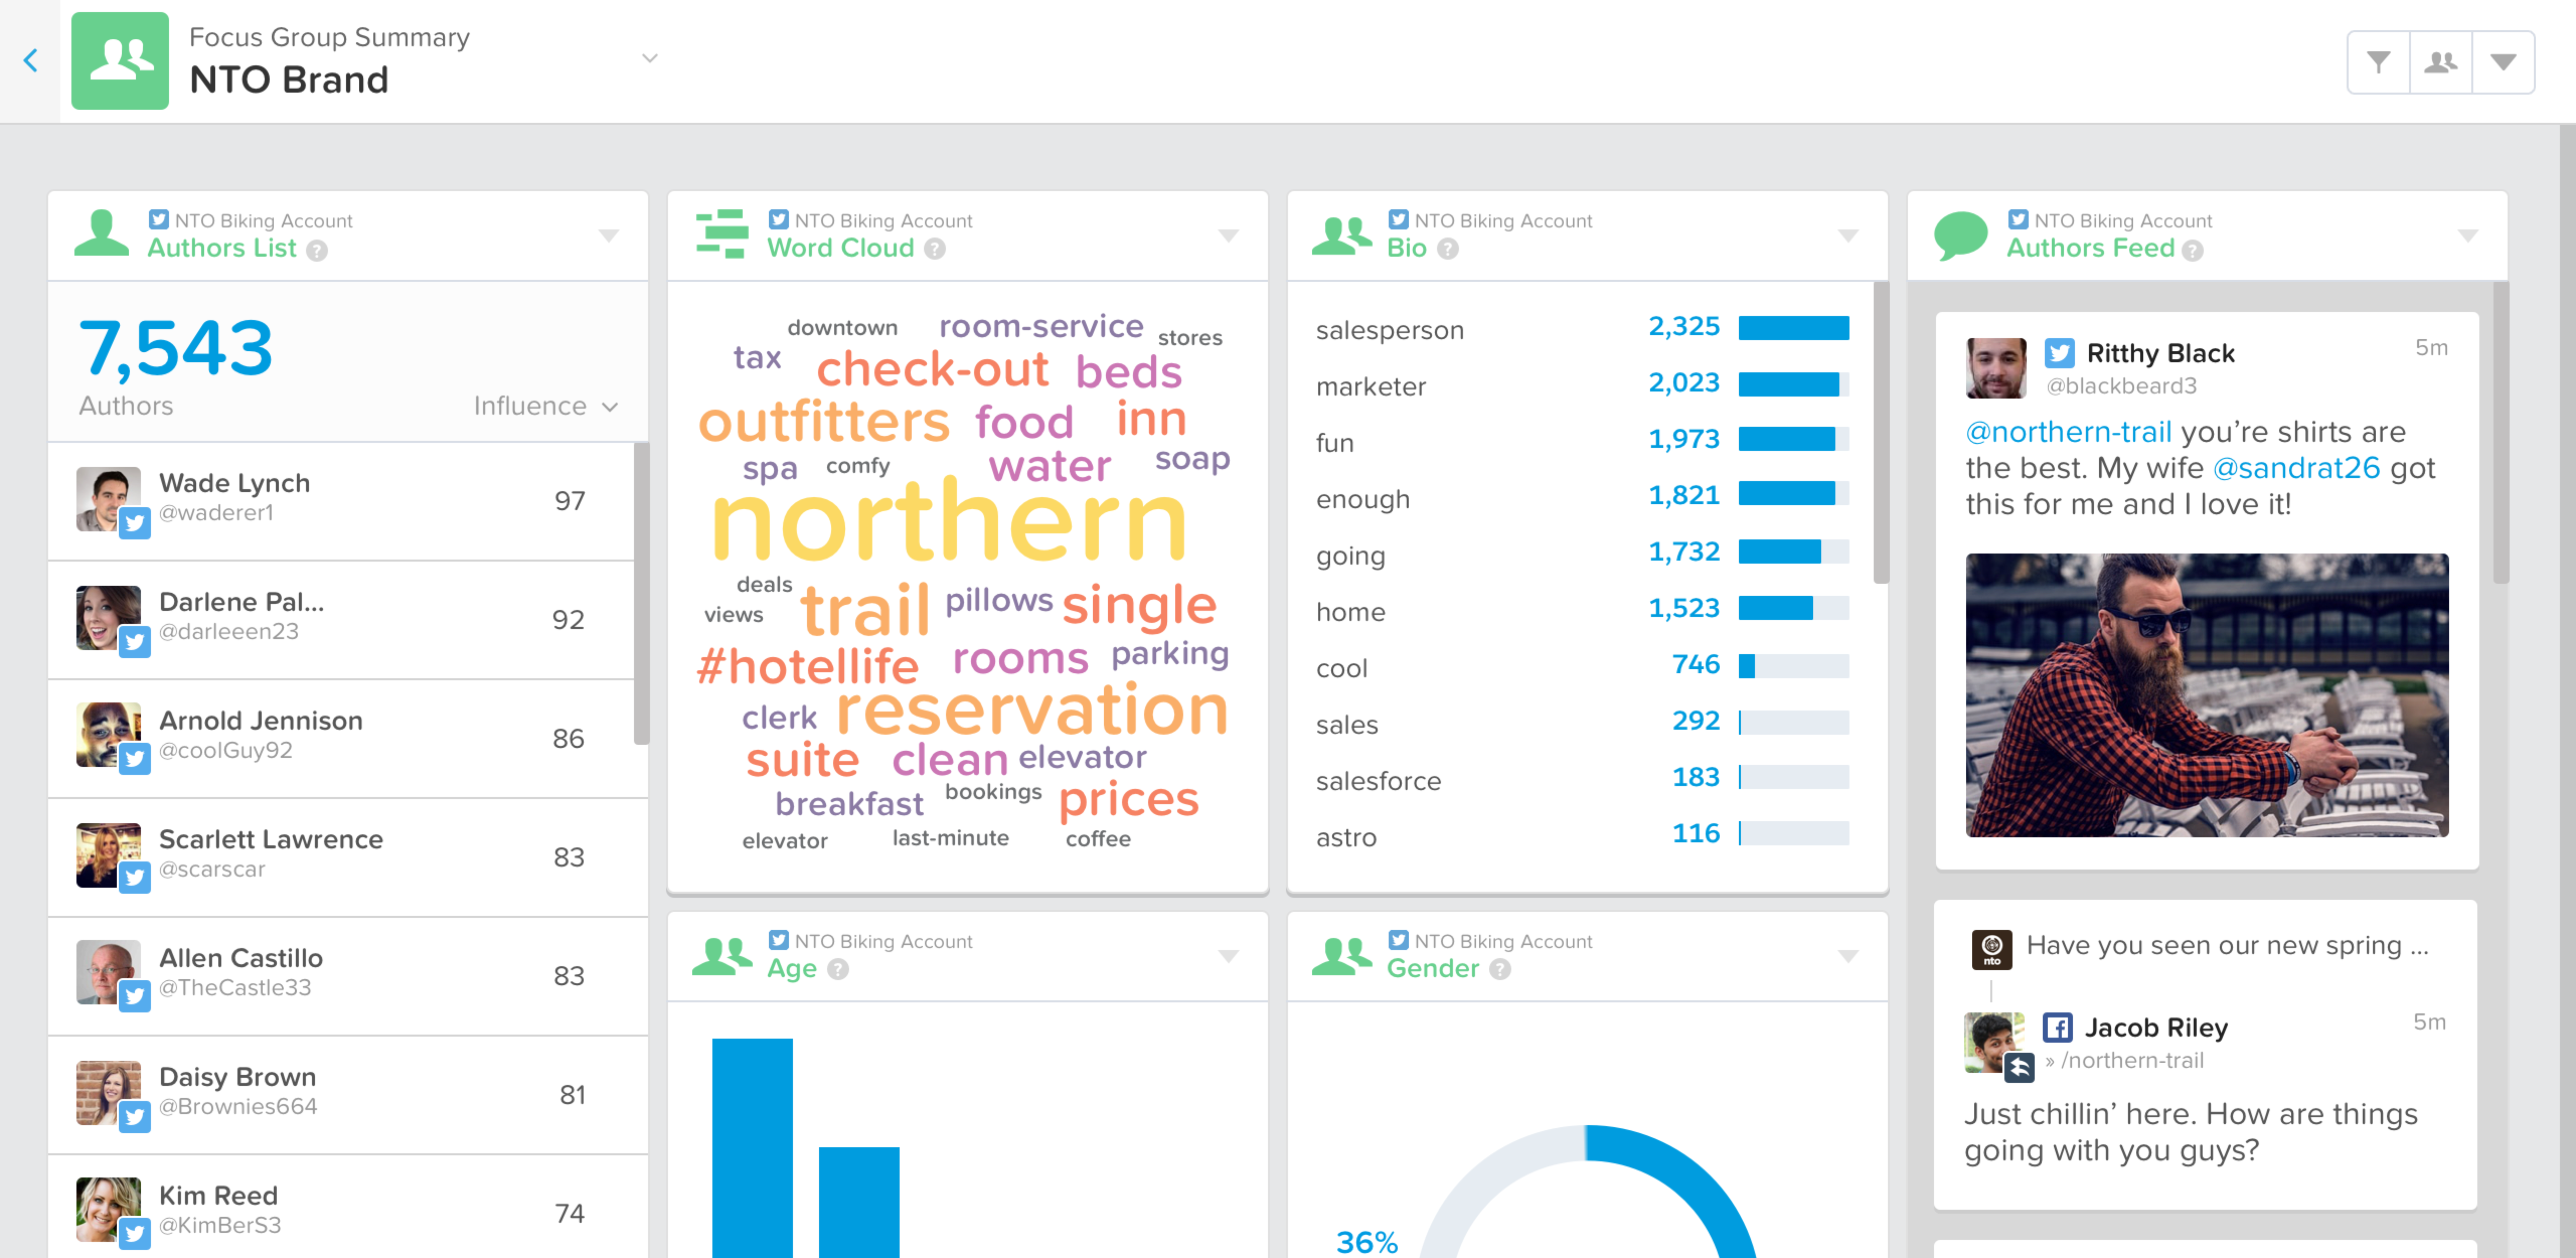 Focus Group Summary
NTO Brand
NTO Biking Account
Authors List ?
7,543
Authors
Influence
Wade Lynch
@waderer1
97
Darlene Pal...
@darleeen23
92
Arnold Jennison
@coolGuy92
86
Scarlett Lawrence
@scarscar
83
Allen Castillo
@TheCastle33
83
Daisy Brown
@Brownies664
81
Kim Reed
@KimBerS3
74
NTO Biking Account
Word Cloud ?
downtown room-service stores
tax check-out beds
outfitters food inn
spa comfy water soap
northern
deals
views trail pillows single
#hotellife rooms parking
clerk reservation
suite clean elevator
breakfast bookings prices
elevator last-minute coffee
NTO Biking Account
Bio ?
salesperson 2,325
marketer 2,023
fun 1,973
enough 1,821
going 1,732
home 1,523
cool 746
sales 292
salesforce 183
astro 116
NTO Biking Account
Age ?
NTO Biking Account
Gender ?
36%
NTO Biking Account
Authors Feed ?
Ritthy Black
5m
@blackbeard3
@northern-trail you’re shirts are
the best. My wife @sandrat26 got
this for me and I love it!
nto
Have you seen our new spring ...
Jacob Riley
5m
» /northern-trail
Just chillin’ here. How are things
going with you guys?